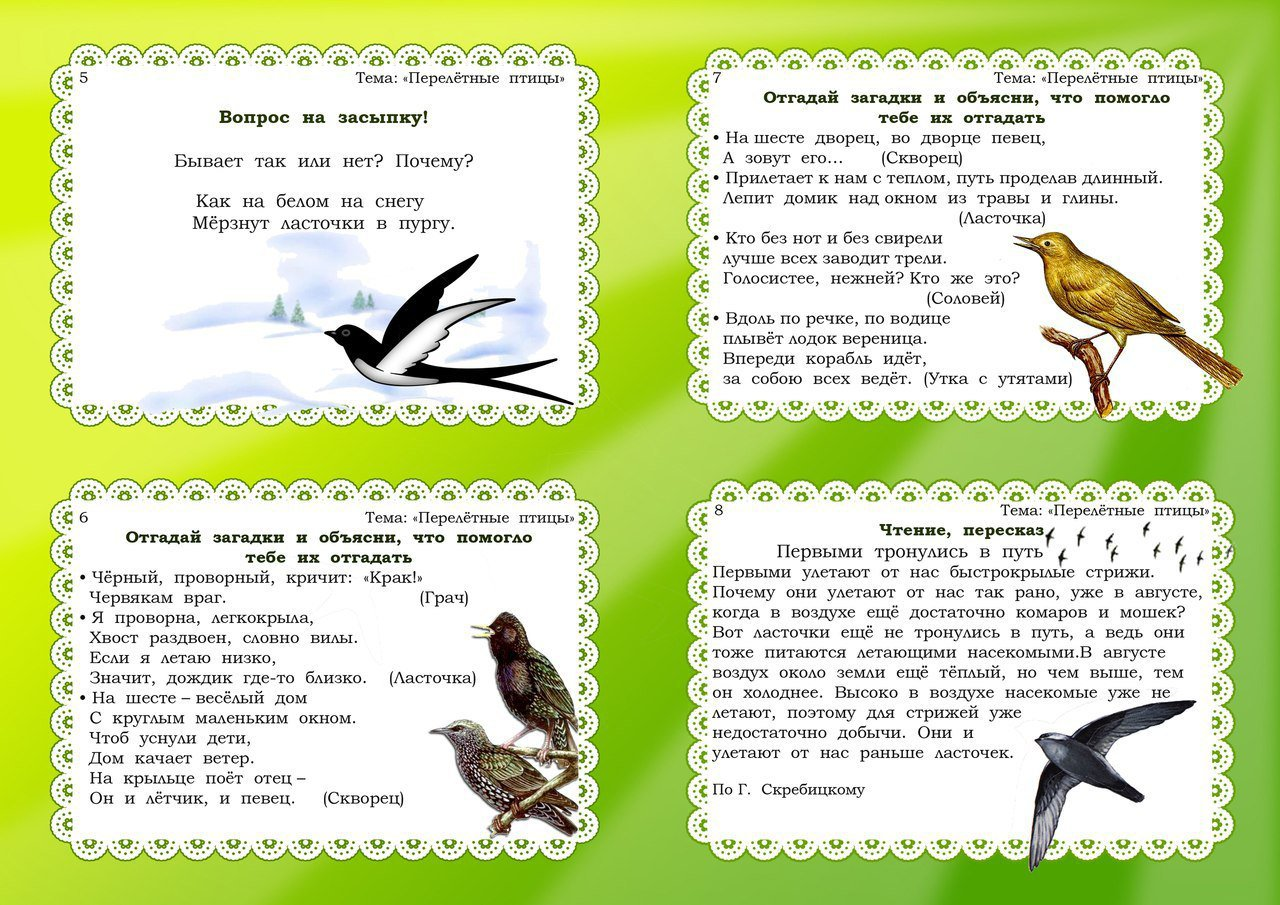 5
Тема: «Перелётные птицы»
Вопрос на засыпку!
Бывает так или нет? Почему?
Как на белом на снегу
Мёрзнут ласточки в пургу.
6
Тема: «Перелётные птицы»
Отгадай загадки и объясни, что помогло
тебе их отгадать
• Чёрный, проворный, кричит: «Крак!»
Червякам враг. (Грач)
• Я проворна, легкокрыла,
Хвост раздвоен, словно вилы.
Если я летаю низко,
Значит, дождик где-то близко. (Ласточка)
• На шесте – весёлый дом
С круглым маленьким окном.
Чтоб уснули дети,
Дом качает ветер.
На крыльце поёт отец –
Он и лётчик, и певец. (Скворец)
7
Тема: «Перелётные птицы»
Отгадай загадки и объясни, что помогло
тебе их отгадать
• На шесте дворец, во дворце певец,
А зовут его... (Скворец)
• Прилетает к нам с теплом, путь проделав длинный.
Лепит домик над окном из травы и глины.
(Ласточка)
• Кто без нот и без свирели
лучше всех заводит трели.
Голосистее, нежней? Кто же это?
(Соловей)
• Вдоль по речке, по водице
плывёт лодок вереница.
Впереди корабль идёт,
за собою всех ведёт. (Утка с утятами)
8
Тема: «Перелётные птицы»
Чтение, пересказ
Первыми тронулись в путь
Первыми улетают от нас быстрокрылые стрижи.
Почему они улетают от нас так рано, уже в августе,
когда в воздухе ещё достаточно комаров и мошек?
Вот ласточки ещё не тронулись в путь, а ведь они
тоже питаются летающими насекомыми.В августе
воздух около земли ещё тёплый, но чем выше, тем
он холоднее. Высоко в воздухе насекомые уже не
летают, поэтому для стрижей уже
недостаточно добычи. Они и
улетают от нас раньше ласточек.
По Г. Скребицкому